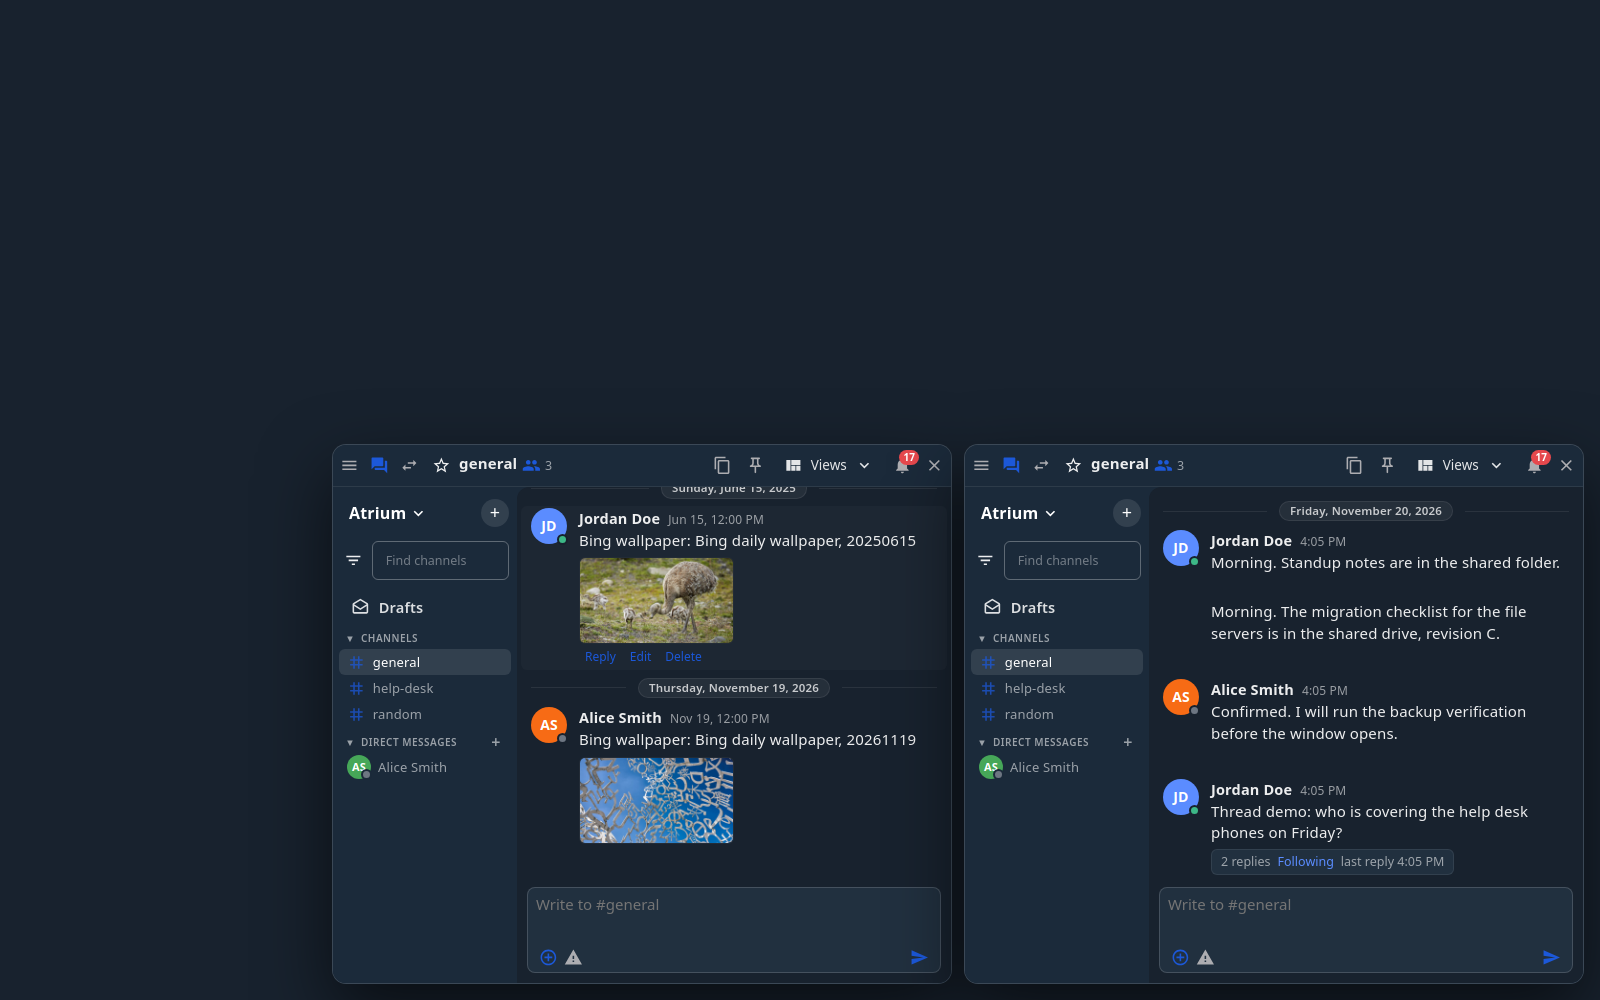 general 3
Views
17
Atrium
+
Find channels
Drafts
CHANNELS
general
help-desk
random
DIRECT MESSAGES +
AS Alice Smith
Sunday, June 15, 2025
JD Jordan Doe Jun 15, 12:00 PM
Bing wallpaper: Bing daily wallpaper, 20250615
Reply Edit Delete
Thursday, November 19, 2026
AS Alice Smith Nov 19, 12:00 PM
Bing wallpaper: Bing daily wallpaper, 20261119
Write to #general
general 3
Views
17
Atrium
+
Find channels
Drafts
CHANNELS
general
help-desk
random
DIRECT MESSAGES +
AS Alice Smith
Friday, November 20, 2026
JD Jordan Doe 4:05 PM
Morning. Standup notes are in the shared folder.
Morning. The migration checklist for the file
servers is in the shared drive, revision C.
AS Alice Smith 4:05 PM
Confirmed. I will run the backup verification
before the window opens.
JD Jordan Doe 4:05 PM
Thread demo: who is covering the help desk
phones on Friday?
2 replies Following last reply 4:05 PM
Write to #general